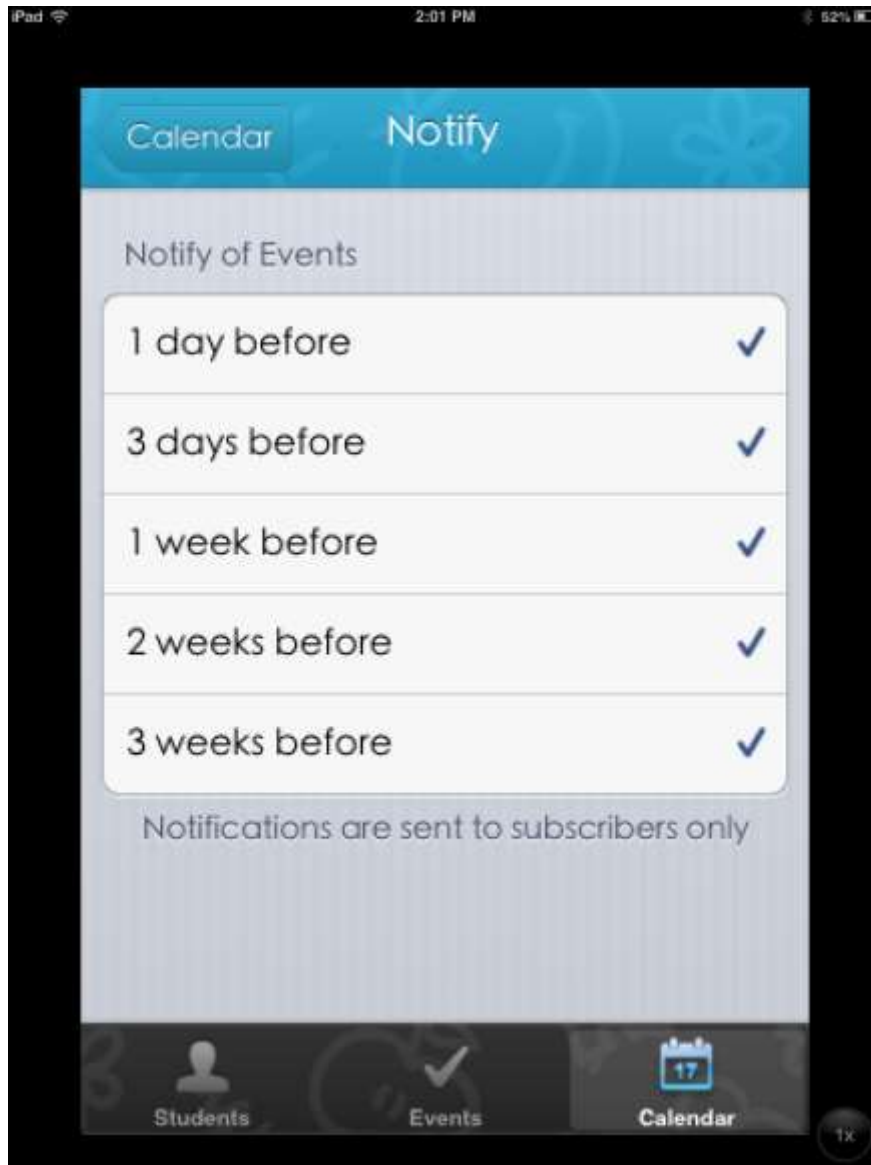 iPad 2:01 PM 52%
Calendar Notify
Notify of Events
1 day before
3 days before
1 week before
2 weeks before
3 weeks before
Notifications are sent to subscribers only
17
Students Events Calendar
1x